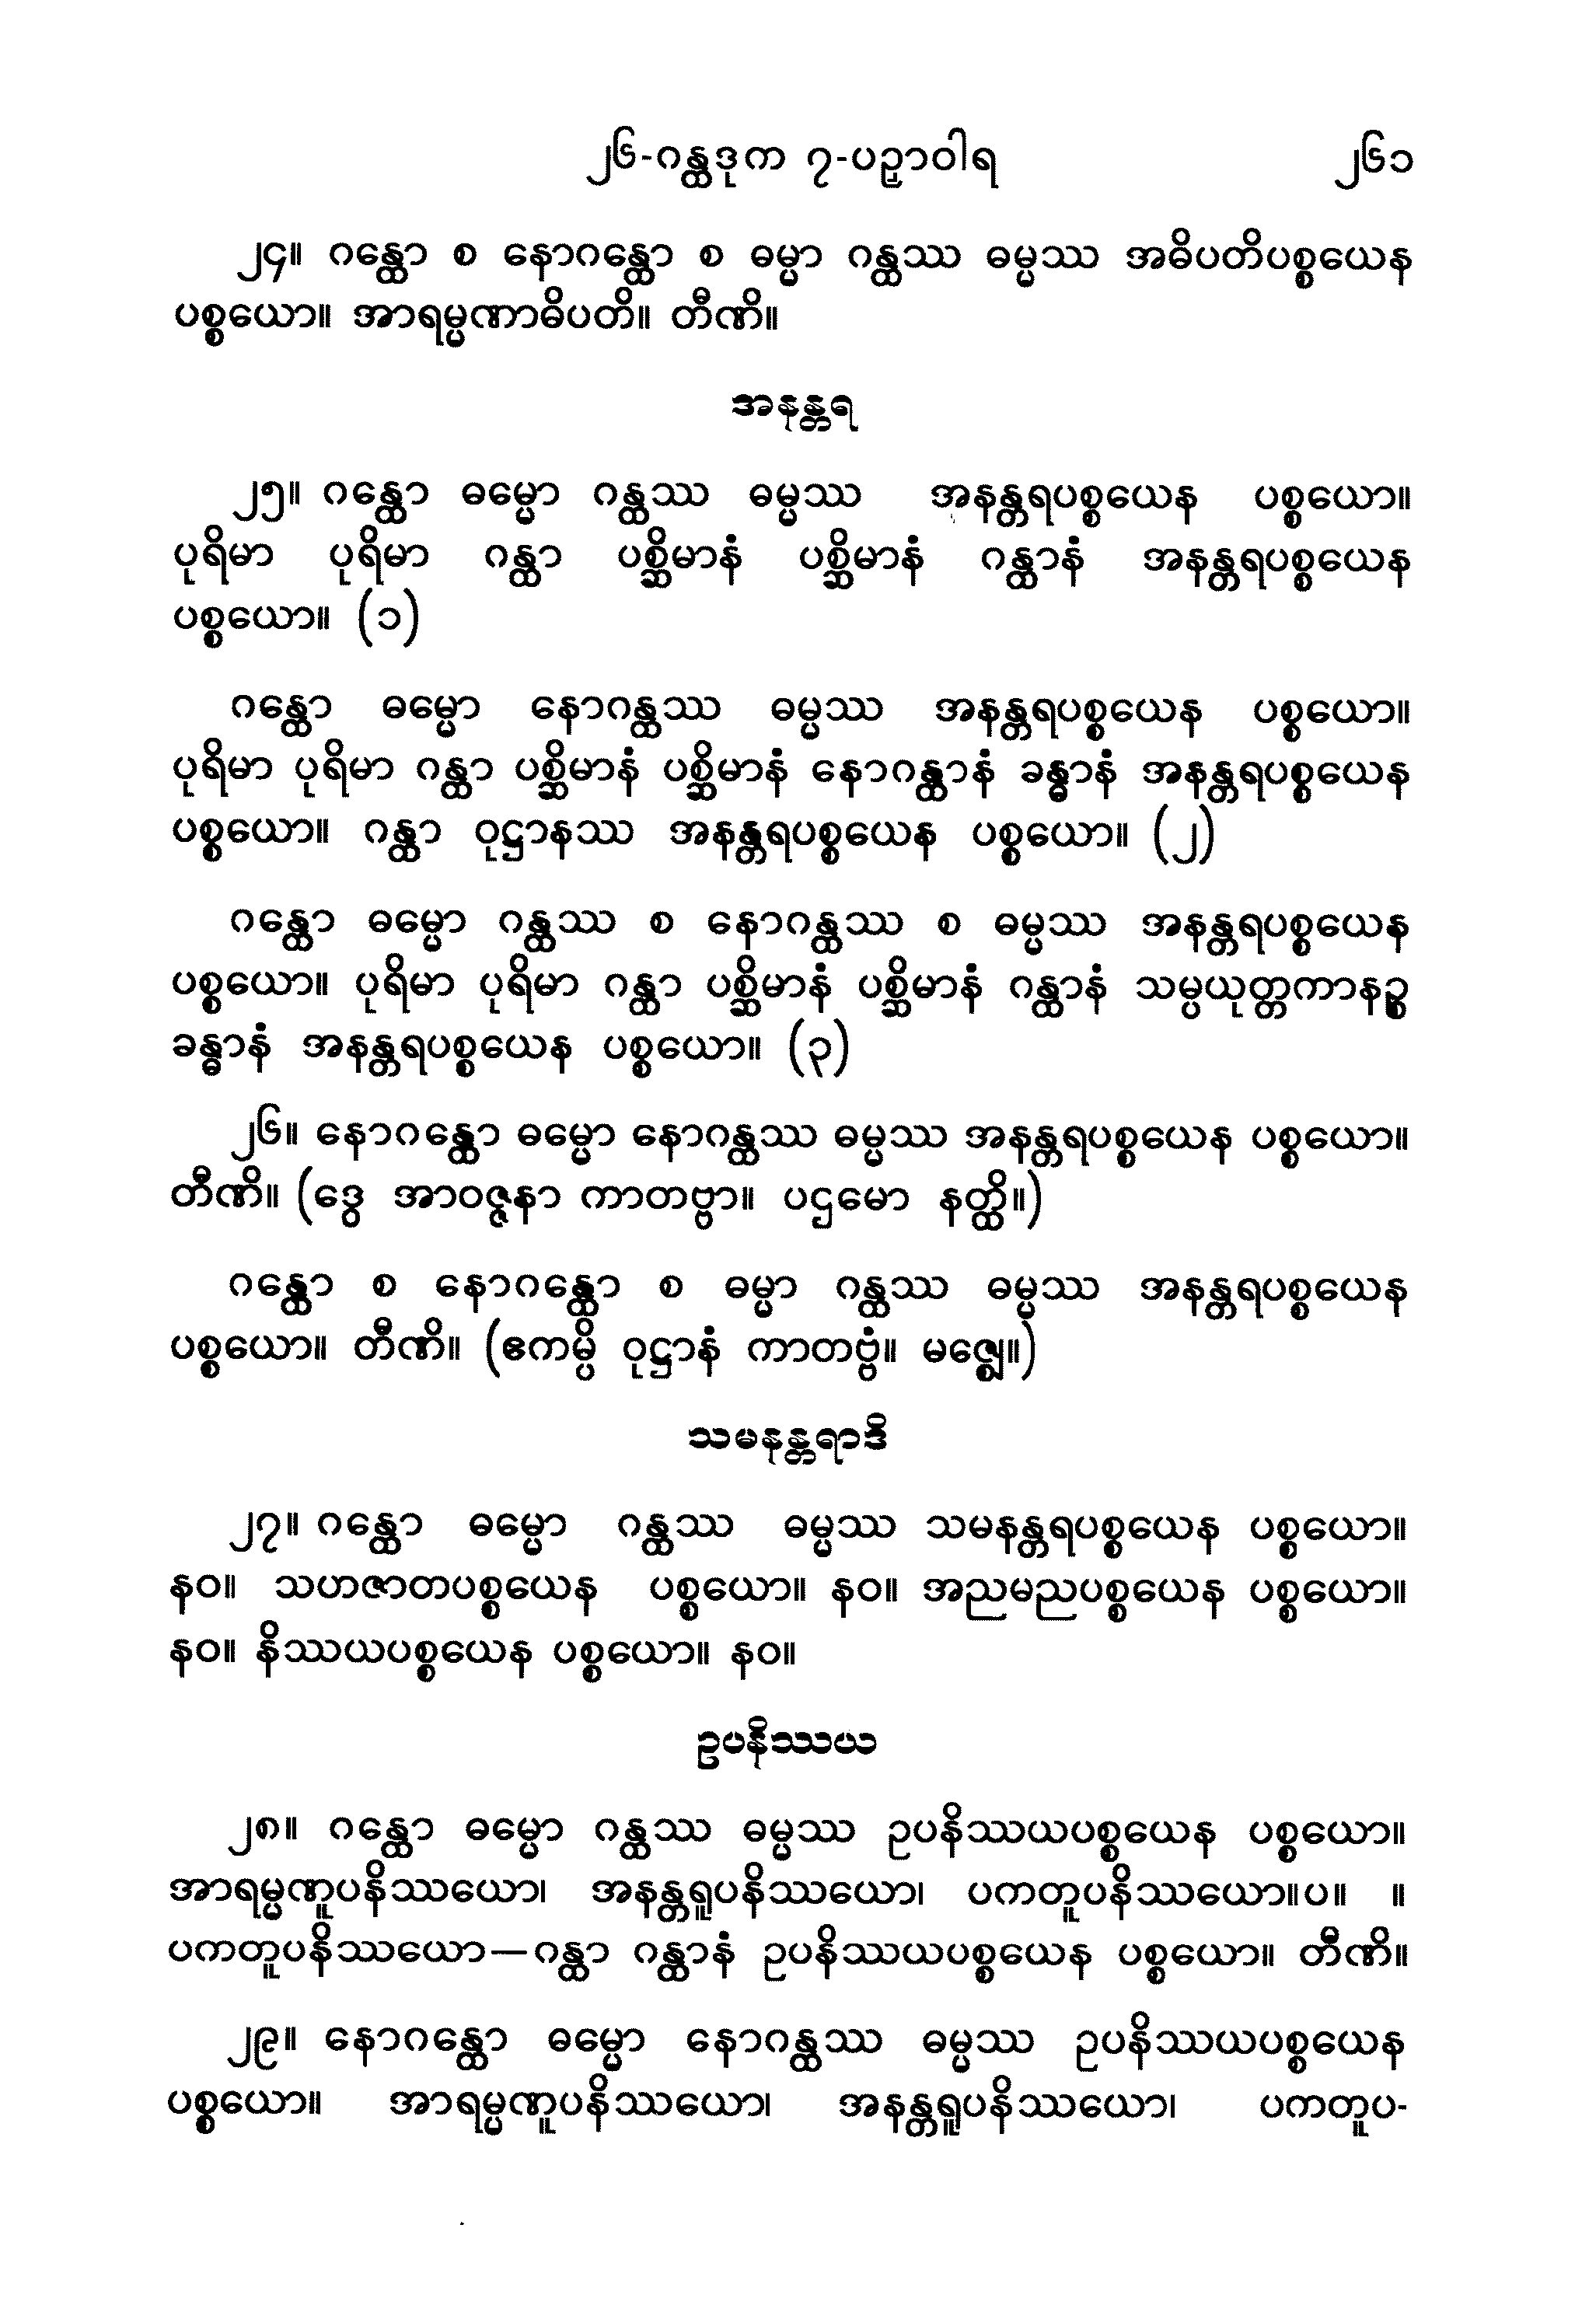 ၂၆-ဂန္ထဒုက ၇-ပဉှာဝါရ ၂၆၁
၂၄။ ဂန္ထော စ နောဂန္ထော စ ဓမ္မာ ဂန္ထဿ ဓမ္မဿ အဓိပတိပစ္စယေန
ပစ္စယော။ အာရမ္မဏာဓိပတိ။ တီဏိ။
အနန္တရ
၂၅။ ဂန္ထော ဓမ္မော ဂန္ထဿ ဓမ္မဿ အနန္တရပစ္စယေန ပစ္စယော။
ပုရိမာ ပုရိမာ ဂန္ထာ ပစ္ဆိမာနံ ပစ္ဆိမာနံ ဂန္ထာနံ အနန္တရပစ္စယေန
ပစ္စယော။ (၁)
ဂန္ထော ဓမ္မော နောဂန္ထဿ ဓမ္မဿ အနန္တရပစ္စယေန ပစ္စယော။
ပုရိမာ ပုရိမာ ဂန္ထာ ပစ္ဆိမာနံ ပစ္ဆိမာနံ နောဂန္ထာနံ ခန္ဓာနံ အနန္တရပစ္စယေန
ပစ္စယော။ ဂန္ထာ ဝုဋ္ဌာနဿ အနန္တရပစ္စယေန ပစ္စယော။ (၂)
ဂန္ထော ဓမ္မော ဂန္ထဿ စ နောဂန္ထဿ စ ဓမ္မဿ အနန္တရပစ္စယေန
ပစ္စယော။ ပုရိမာ ပုရိမာ ဂန္ထာ ပစ္ဆိမာနံ ပစ္ဆိမာနံ ဂန္ထာနံ သမ္ပယုတ္တကာနဉ္စ
ခန္ဓာနံ အနန္တရပစ္စယေန ပစ္စယော။ (၃)
၂၆။ နောဂန္ထော ဓမ္မော နောဂန္ထဿ ဓမ္မဿ အနန္တရပစ္စယေန ပစ္စယော။
တီဏိ။ (ဒွေ အာဝဇ္ဇနာ ကာတဗ္ဗာ။ ပဌမော နတ္ထိ။)
ဂန္ထော စ နောဂန္ထော စ ဓမ္မာ ဂန္ထဿ ဓမ္မဿ အနန္တရပစ္စယေန
ပစ္စယော။ တီဏိ။ (ဧကမ္ပိ ဝုဋ္ဌာနံ ကာတဗ္ဗံ။ မဇ္ဈေ။)
သမနန္တရာဒိ
၂၇။ ဂန္ထော ဓမ္မော ဂန္ထဿ ဓမ္မဿ သမနန္တရပစ္စယေန ပစ္စယော။
နဝ။ သဟဇာတပစ္စယေန ပစ္စယော။ နဝ။ အညမညပစ္စယေန ပစ္စယော။
နဝ။ နိဿယပစ္စယေန ပစ္စယော။ နဝ။
ဥပနိဿယ
၂၈။ ဂန္ထော ဓမ္မော ဂန္ထဿ ဓမ္မဿ ဥပနိဿယပစ္စယေန ပစ္စယော။
အာရမ္မဏူပနိဿယော၊ အနန္တရူပနိဿယော၊ ပကတူပနိဿယော။ပ။ ။
ပကတူပနိဿယော—ဂန္ထာ ဂန္ထာနံ ဥပနိဿယပစ္စယေန ပစ္စယော။ တီဏိ။
၂၉။ နောဂန္ထော ဓမ္မော နောဂန္ထဿ ဓမ္မဿ ဥပနိဿယပစ္စယေန
ပစ္စယော။ အာရမ္မဏူပနိဿယော၊ အနန္တရူပနိဿယော၊ ပကတူပ-